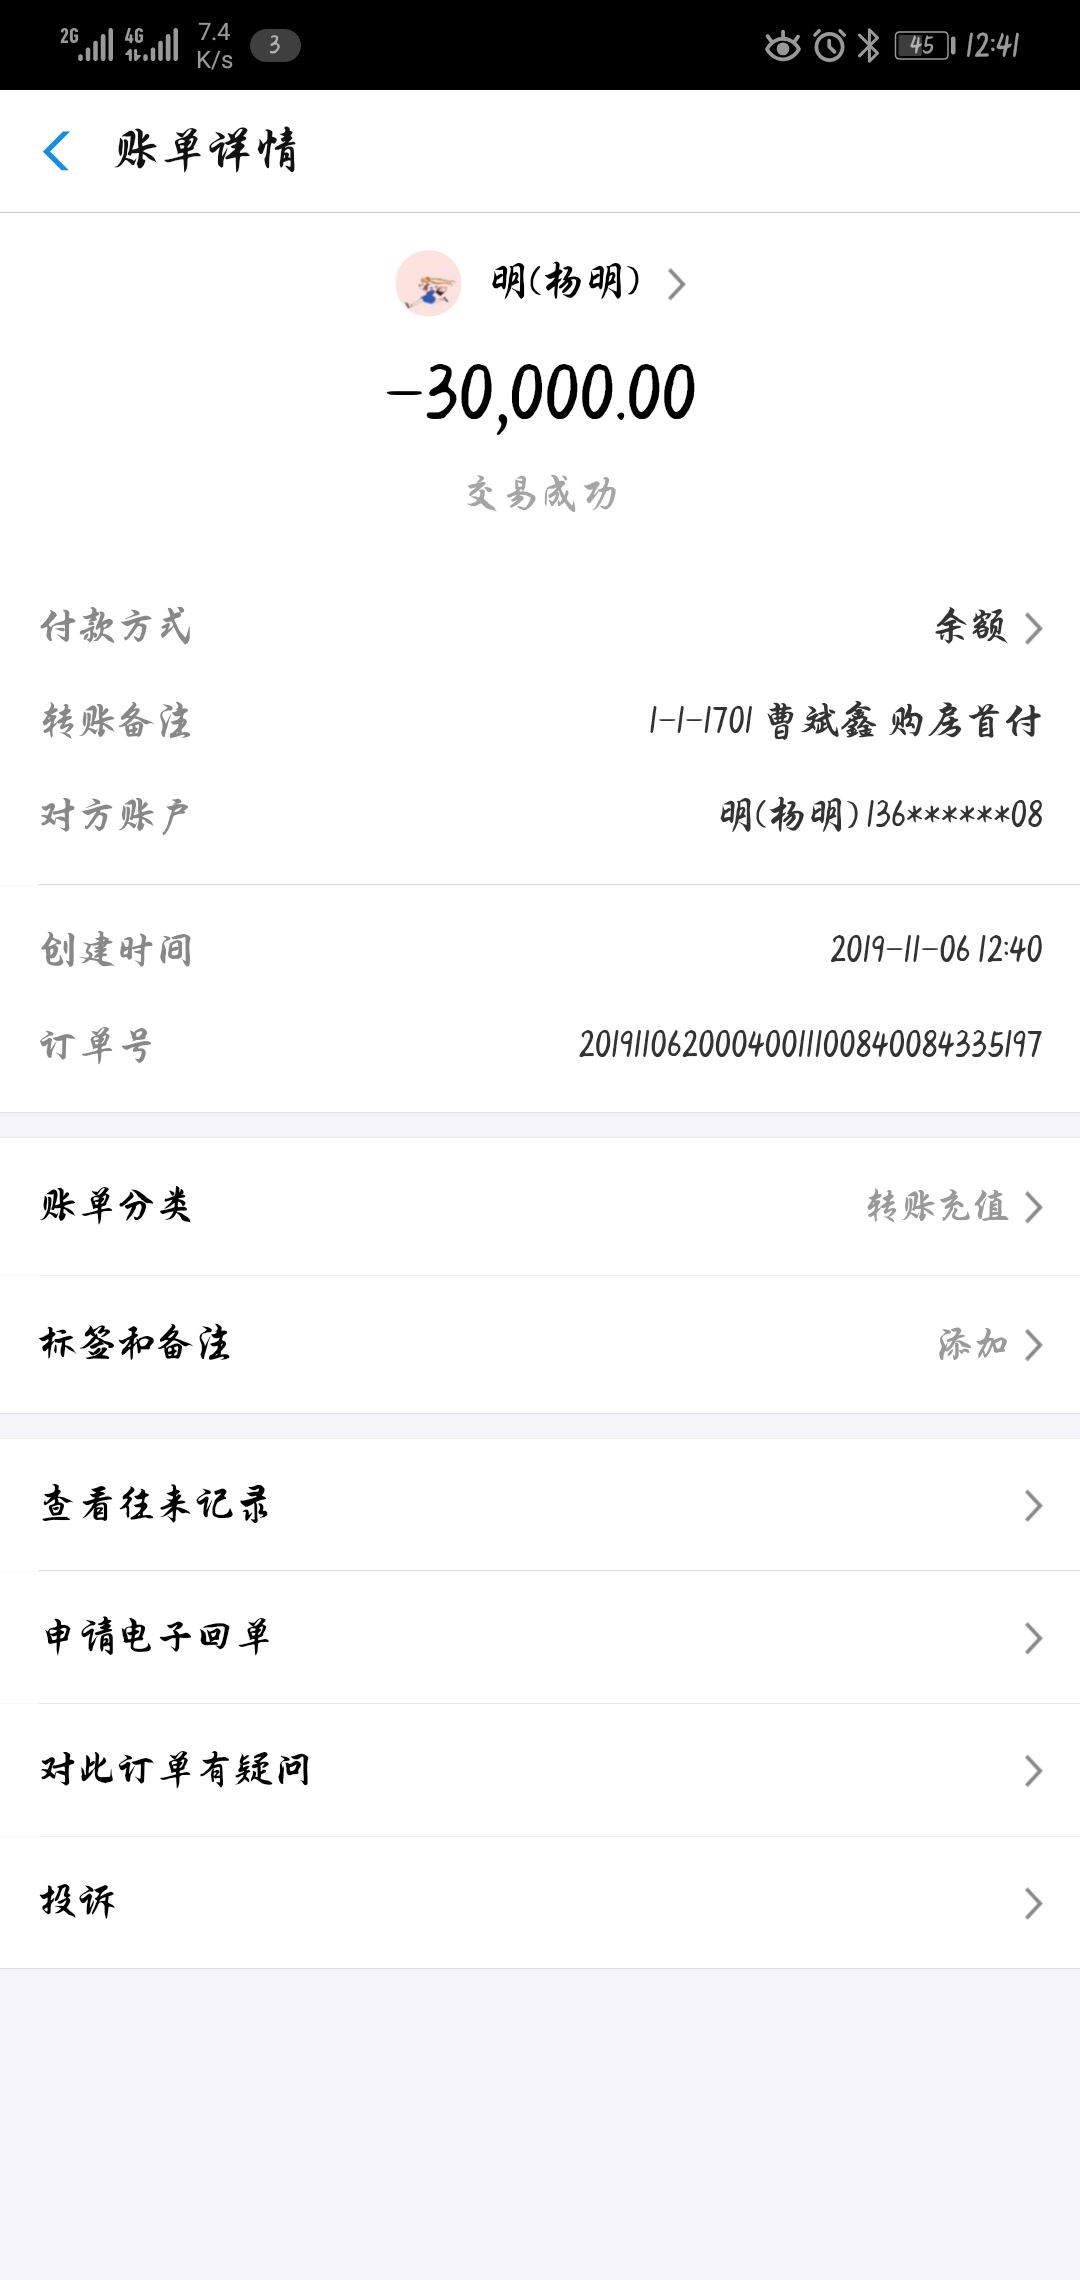 2G 4G 7.4 K/s 3 45 12:41
账单详情
明(杨明)
-30,000.00
交易成功
付款方式 余额
转账备注 1-1-1701 曹斌鑫 购房首付
对方账户 明(杨明)136******08
创建时间 2019-11-06 12:40
订单号 20191106200040011100840084335197
账单分类 转账充值
标签和备注 添加
查看往来记录
申请电子回单
对此订单有疑问
投诉